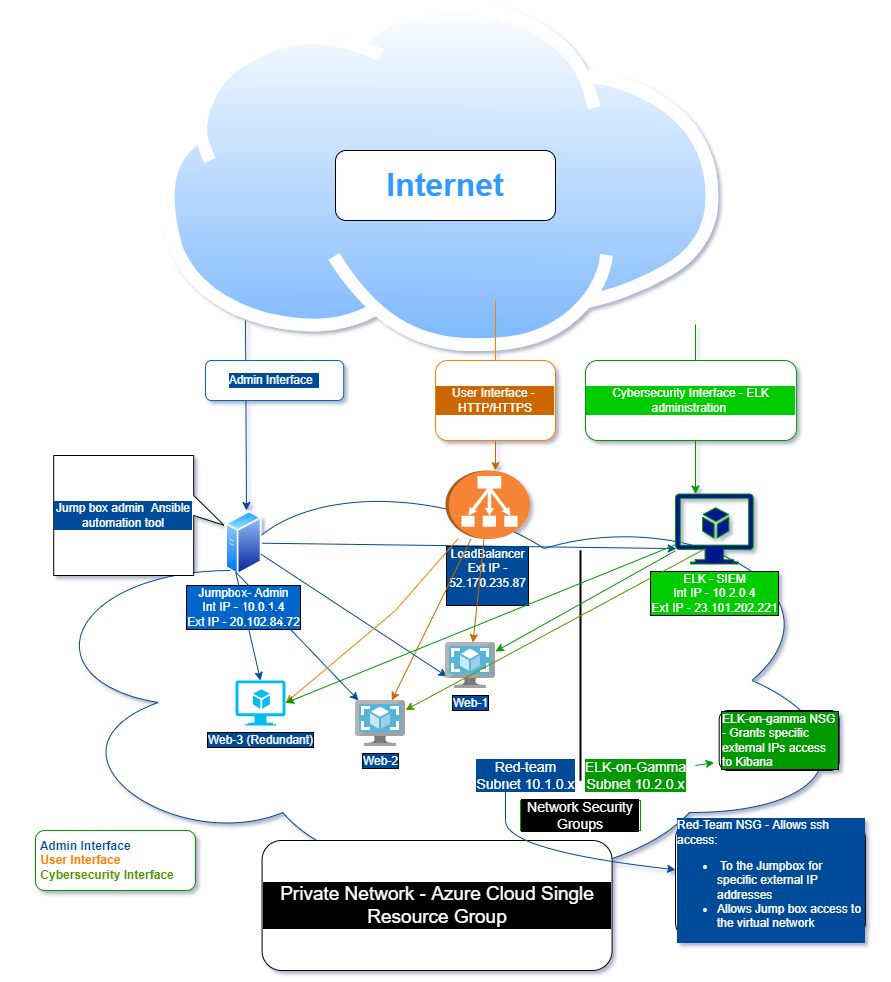 Internet
Admin Interface
User Interface -
HTTP/HTTPS
Cybersecurity Interface - ELK
administration
Jump box admin Ansible
automation tool
LoadBalancer
Ext IP -
52.170.235.87
ELK - SIEM
Int IP - 10.2.0.4
Ext IP - 23.101.202.221
Jumpbox- Admin
Int IP - 10.0.1.4
Ext IP - 20.102.84.72
Web-1
Web-3 (Redundant)
Web-2
ELK-on-gamma NSG
- Grants specific
external IPs access
to Kibana
Red-team
Subnet 10.1.0.x
ELK-on-Gamma
Subnet 10.2.0.x
Network Security
Groups
Red-Team NSG - Allows ssh
access:
• To the Jumpbox for
specific external IP
addresses
• Allows Jump box access to
the virtual network
Admin Interface
User Interface
Cybersecurity Interface
Private Network - Azure Cloud Single
Resource Group